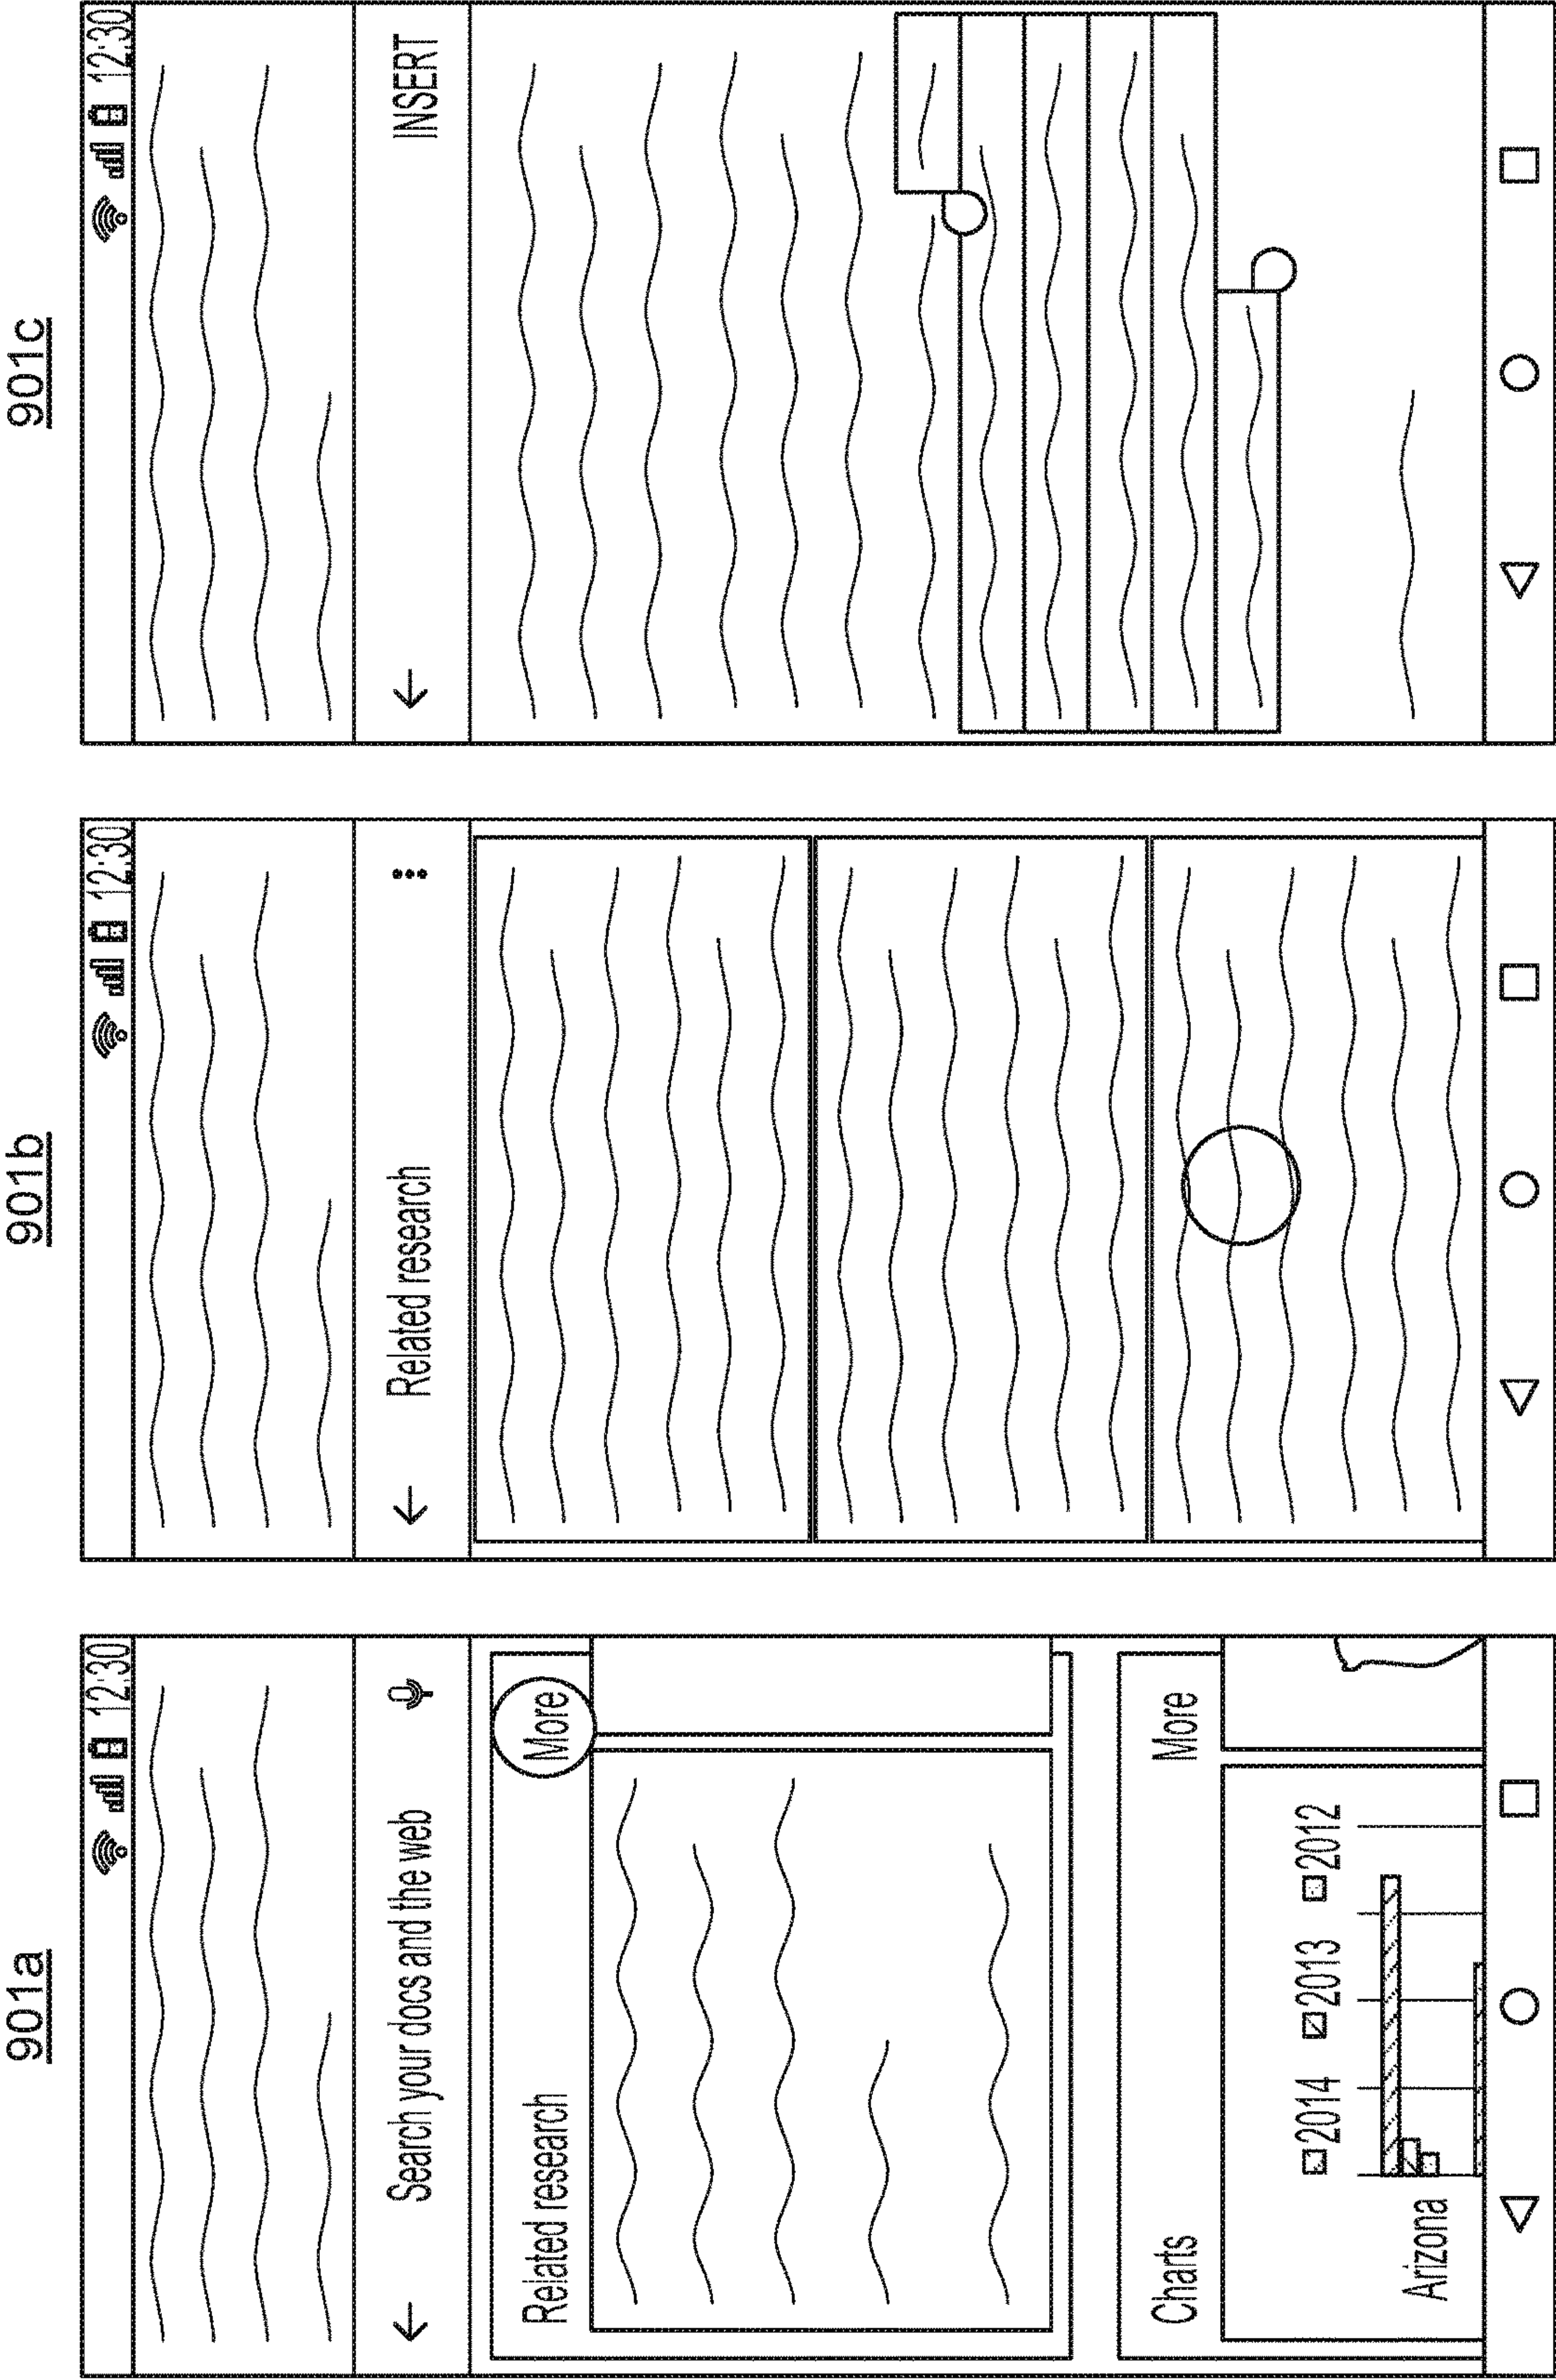 901a
12:30
Search your docs and the web
Related research
More
Charts
More
2014
2013
2012
Arizona
901b
12:30
Related research
901c
12:30
INSERT